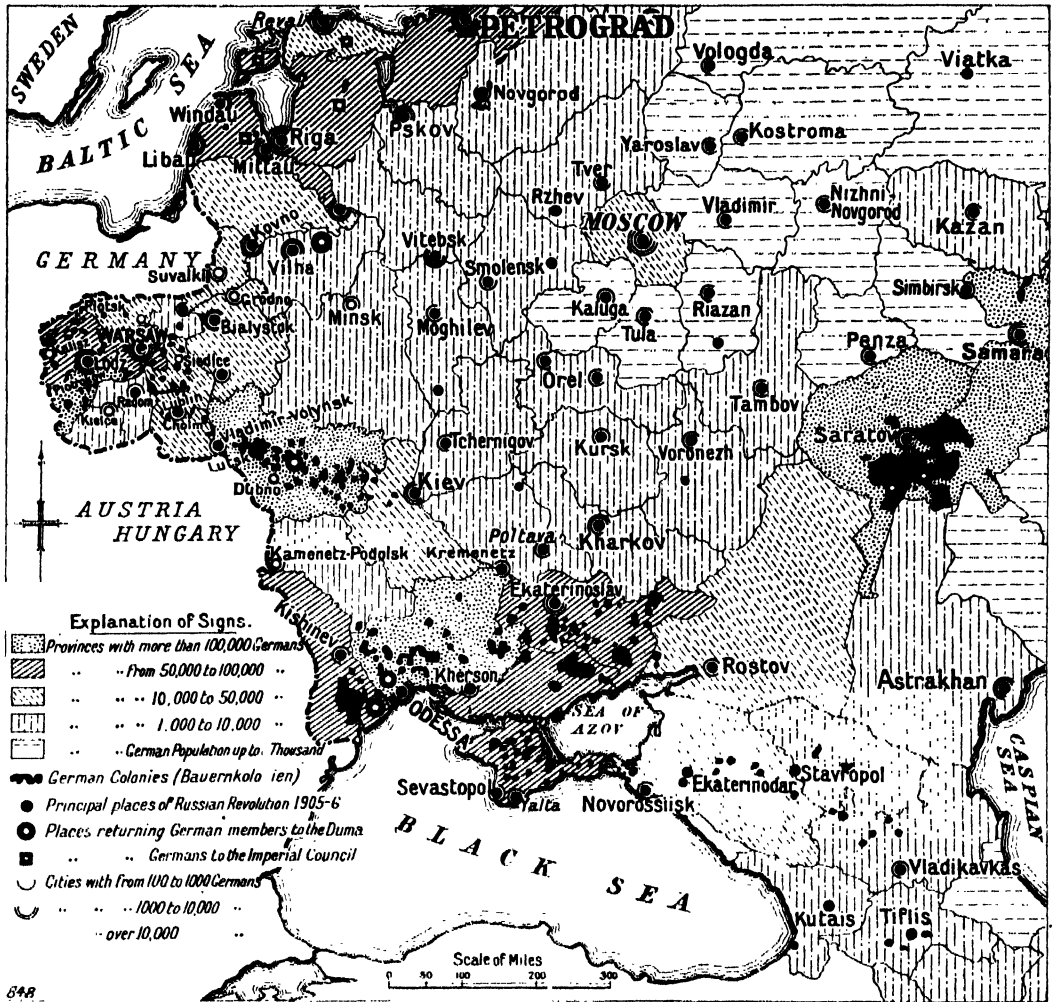 PETROGRAD
Reval
SWEDEN
BALTIC SEA
Vologda
Viatka
Novgorod
Windau
Pskov
Riga
Libau
Mittau
Yaroslav
Kostroma
Tver
Rzhev
MOSCOW
Vladimir
Nizhni-
Novgorod
Kazan
Kovno
Vilna
Vitebsk
Smolensk
GERMANY
Suvalki
Grodno
Minsk
Moghilev
Kaluga
Tula
Riazan
Simbirsk
Penza
Samara
Plotsk
WARSAW
Bialystok
Kalisz
LODZ
Siedlce
Radom
Kielce
Cholm
Orel
Tambov
Vladimir-Volynsk
Lu
Dubno
Tchernigov
Kursk
Voronezh
Saratov
Kiev
AUSTRIA
HUNGARY
Kamenetz-Podolsk
Kremenetz
Poltava
Kharkov
Ekaterinoslav
Kishinev
Kherson
ODESSA
Rostov
SEA OF
AZOV
Astrakhan
CASPIAN
SEA
Sevastopol
Yalta
Novorossiisk
Ekaterinodar
Stavropol
BLACK SEA
Vladikavkas
Kutais
Tiflis
Explanation of Signs.
Provinces with more than 100,000 Germans
" " from 50,000 to 100,000 "
" " " 10,000 to 50,000 "
" " " 1.000 to 10,000 "
" " German Population up to Thousand
German Colonies (Bauernkolo ien)
Principal places of Russian Revolution 1905-6
Places returning German members to the Duma
" " Germans to the Imperial Council
Cities with from 100 to 1000 Germans
" " " 1000 to 10,000 "
" over 10,000 "
Scale of Miles
0 50 100 200 300